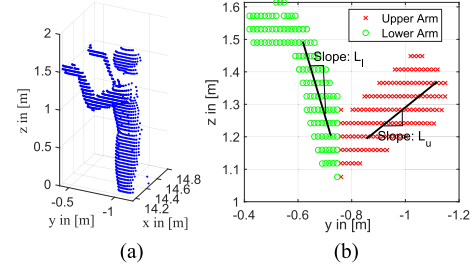 2
1.5
1
0.5
0
z in [m]
-0.5
-1
y in [m]
14.2
14.4
14.6
14.8
x in [m]
(a)
1.6
1.5
1.4
1.3
1.2
1.1
1
z in [m]
-0.4
-0.6
-0.8
-1
-1.2
y in [m]
Upper Arm
Lower Arm
Slope: L_l
Slope: L_u
(b)